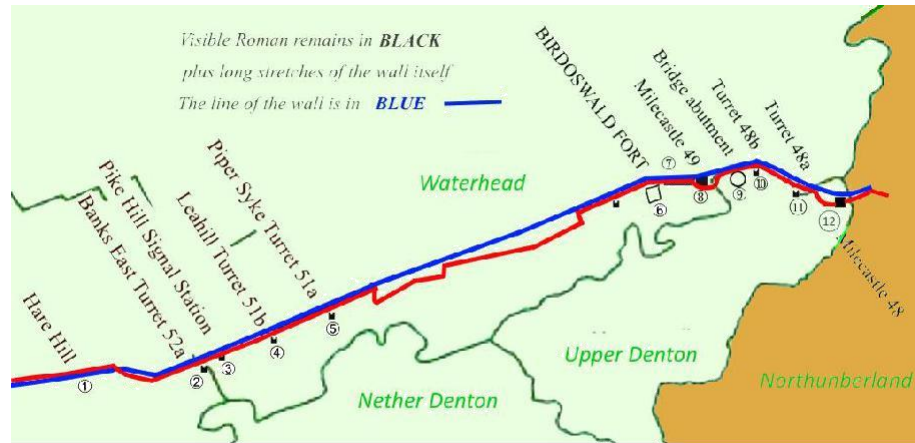 Visible Roman remains in BLACK
plus long stretches of the wall itself
The line of the wall is in BLUE
BIRDOSWALD FORT
Milecastle 49
Bridge abutment
Turret 48b
Turret 48a
Piper Syke Turret 51a
Leahill Turret 51b
Pike Hill Signal Station
Banks East Turret 52a
Hare Hill
Waterhead
Milecastle 48
Upper Denton
Nether Denton
Northunberland
①
②
③
④
⑤
⑥
⑦
⑧
⑨
⑩
⑪
⑫